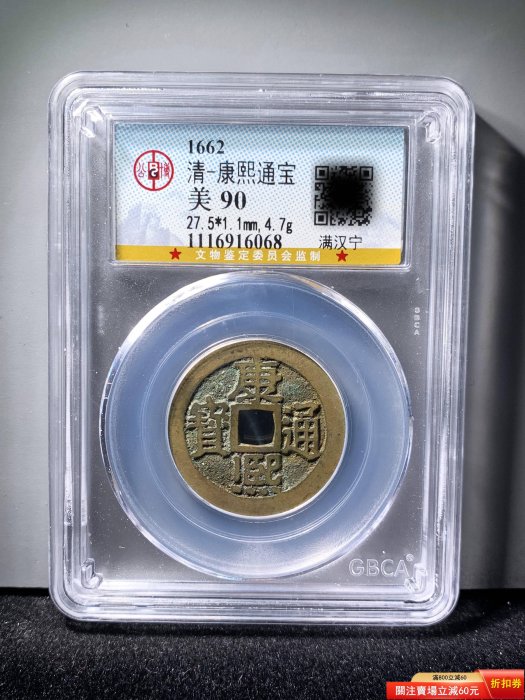 1662
清-康熙通宝
美 90
27.5*1.1mm,4.7g
1116916068
满汉宁
公博
★ 文物鉴定委员会监制 ★
GBCA
康熙通寶
GBCA®
滿800立減60
折扣券
關注賣場立減60元